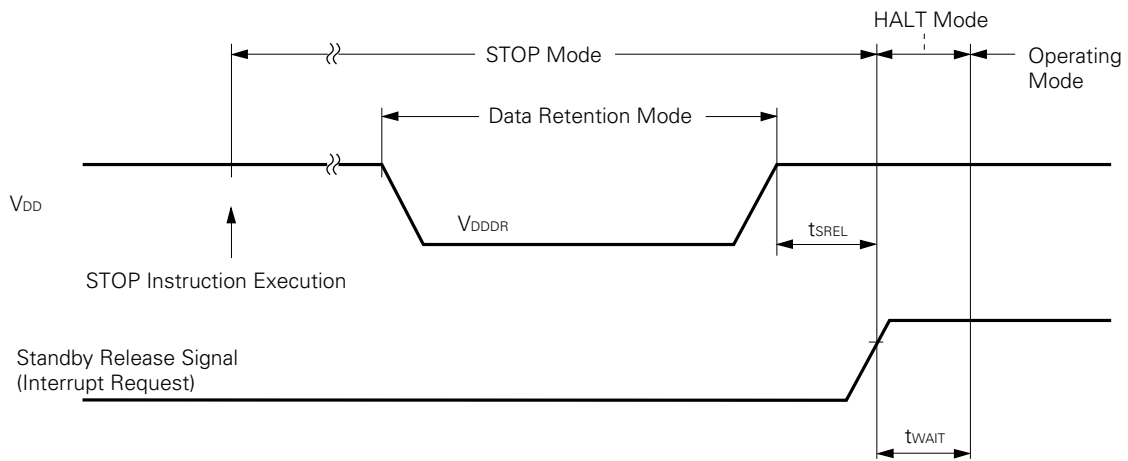 HALT Mode
STOP Mode
Operating
Mode
Data Retention Mode
VDD
VDDDR
tSREL
STOP Instruction Execution
Standby Release Signal
(Interrupt Request)
tWAIT